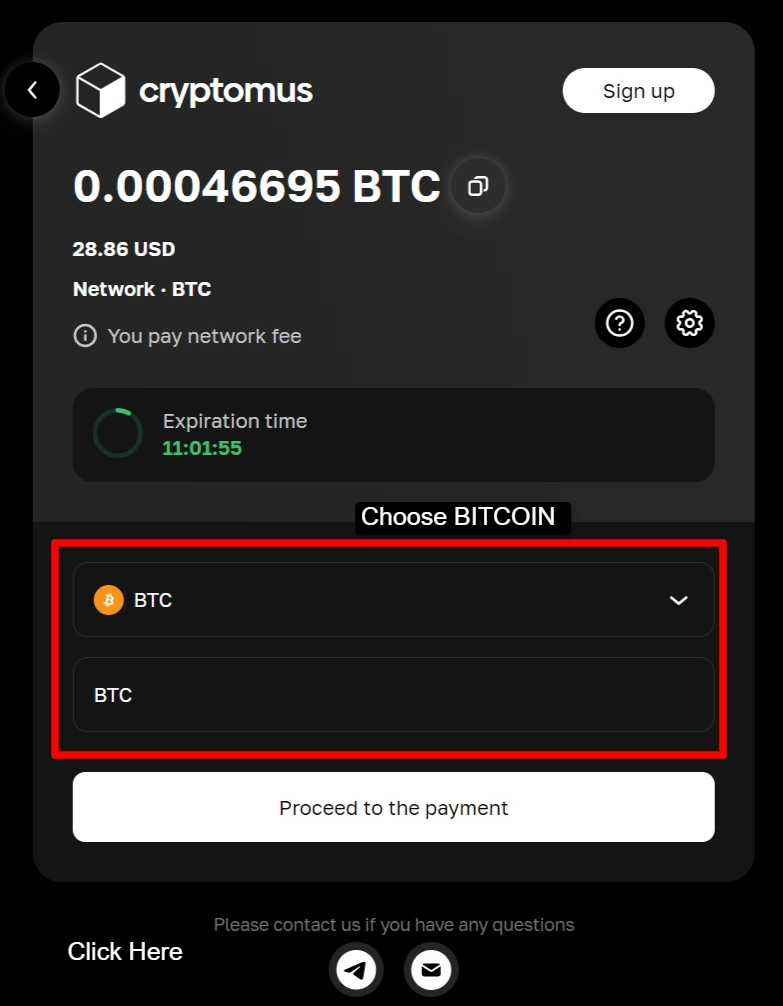 cryptomus
Sign up
0.00046695 BTC
28.86 USD
Network · BTC
You pay network fee
Expiration time
11:01:55
Choose BITCOIN
BTC
BTC
Proceed to the payment
Please contact us if you have any questions
Click Here